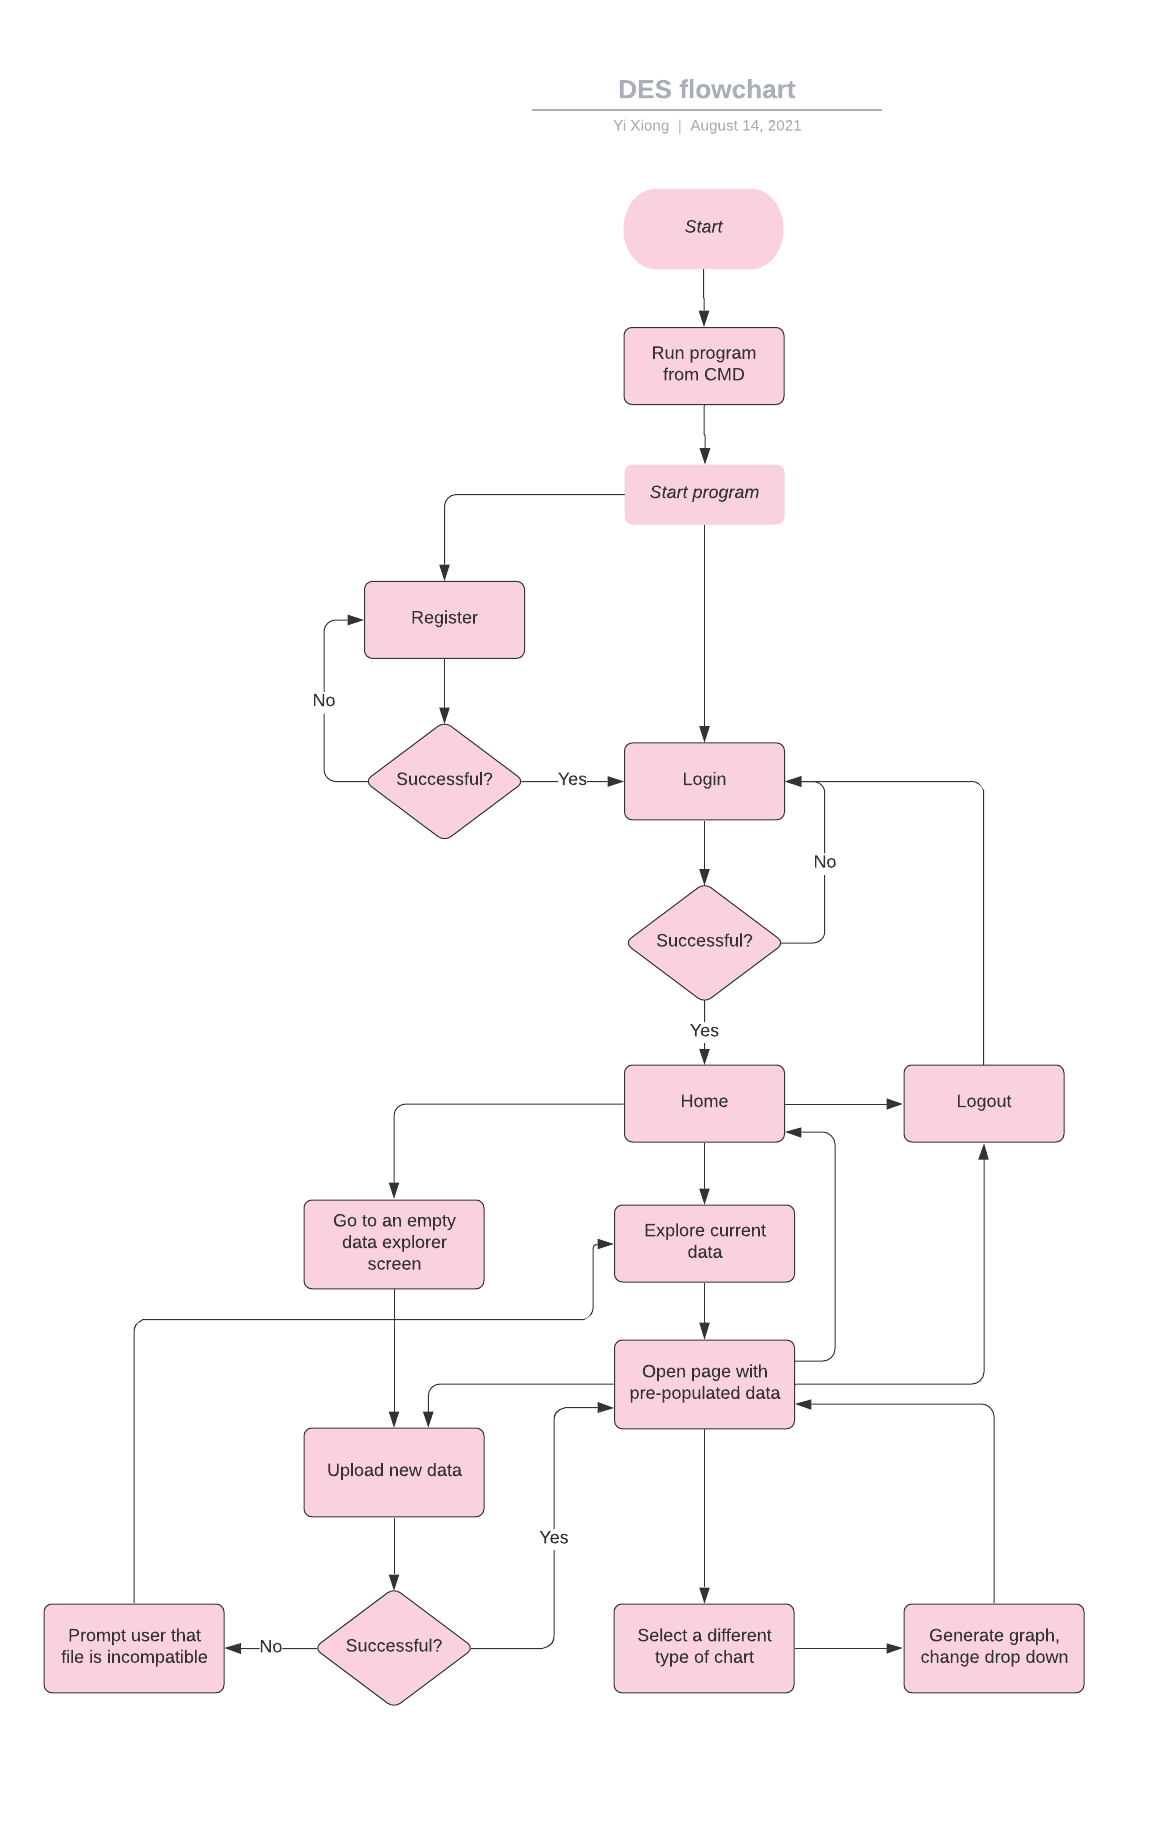 DES flowchart
Yi Xiong | August 14, 2021
Start
Run program
from CMD
Start program
Register
No
Successful?
Yes
Login
No
Successful?
Yes
Home
Logout
Go to an empty
data explorer
screen
Explore current
data
Open page with
pre-populated data
Upload new data
Yes
Prompt user that
file is incompatible
No
Successful?
Select a different
type of chart
Generate graph,
change drop down